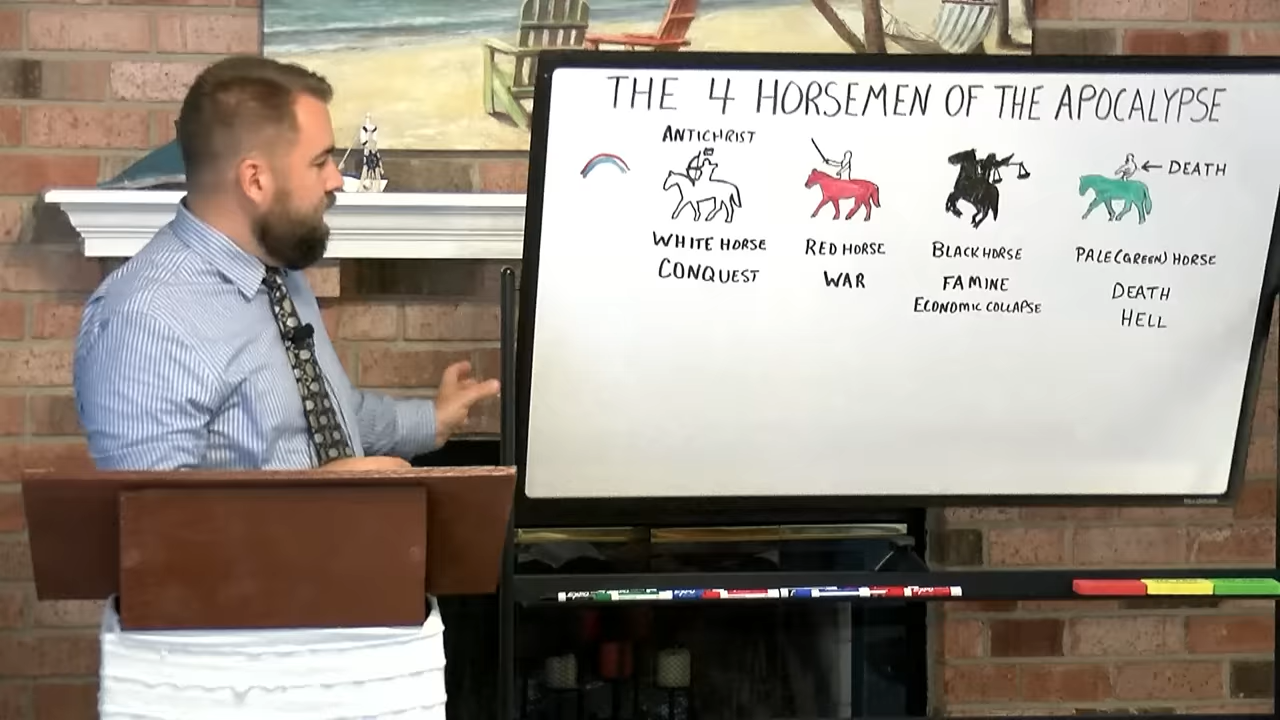 THE 4 HORSEMEN OF THE APOCALYPSE
ANTICHRIST
WHITE HORSE
CONQUEST
RED HORSE
WAR
BLACK HORSE
FAMINE
ECONOMIC COLLAPSE
← DEATH
PALE (GREEN) HORSE
DEATH
HELL
EXPO